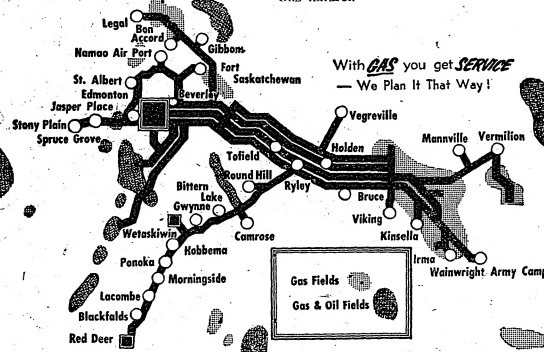 Legal
Bon
Accord
Gibbons
Namao Air Port
Fort
Saskatchewan
With GAS you get SERVICE
— We Plan It That Way!
St. Albert
Edmonton
Beverley
Jasper Place
Stony Plain
Spruce Grove
Vegreville
Holden
Mannville
Vermilion
Tofield
Round Hill
Ryley
Bruce
Bittern
Lake
Gwynne
Viking
Wetaskiwin
Camrose
Kinsella
Hobbema
Irma
Wainwright
Army Camp
Ponoka
Morningside
Gas Fields
Lacombe
Gas & Oil Fields
Blackfalds
Red Deer